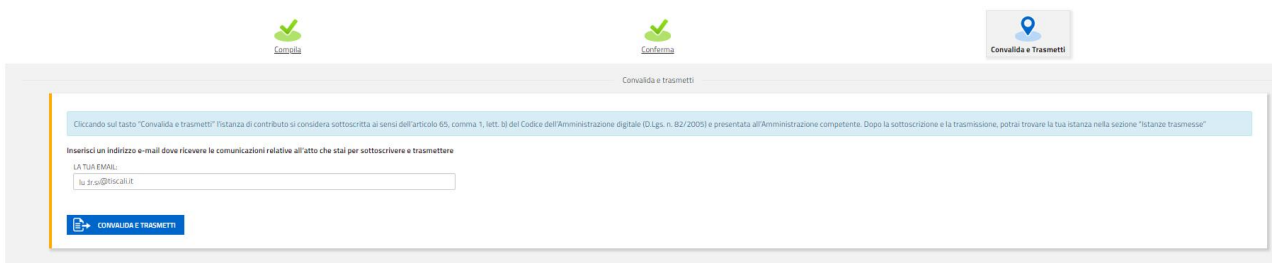 Compila
Conferma
Convalida e Trasmetti
Convalida e trasmetti
Cliccando sul tasto "Convalida e trasmetti" l'istanza di contributo si considera sottoscritta ai sensi dell'articolo 65, comma 1, lett. b) del Codice dell'Amministrazione digitale (D.Lgs. n. 82/2005) e presentata all'Amministrazione competente. Dopo la sottoscrizione e la trasmissione, potrai trovare la tua istanza nella sezione "Istanze trasmesse"
Inserisci un indirizzo e-mail dove ricevere le comunicazioni relative all'atto che stai per sottoscrivere e trasmettere
LA TUA EMAIL:
@tiscali.it
CONVALIDA E TRASMETTI